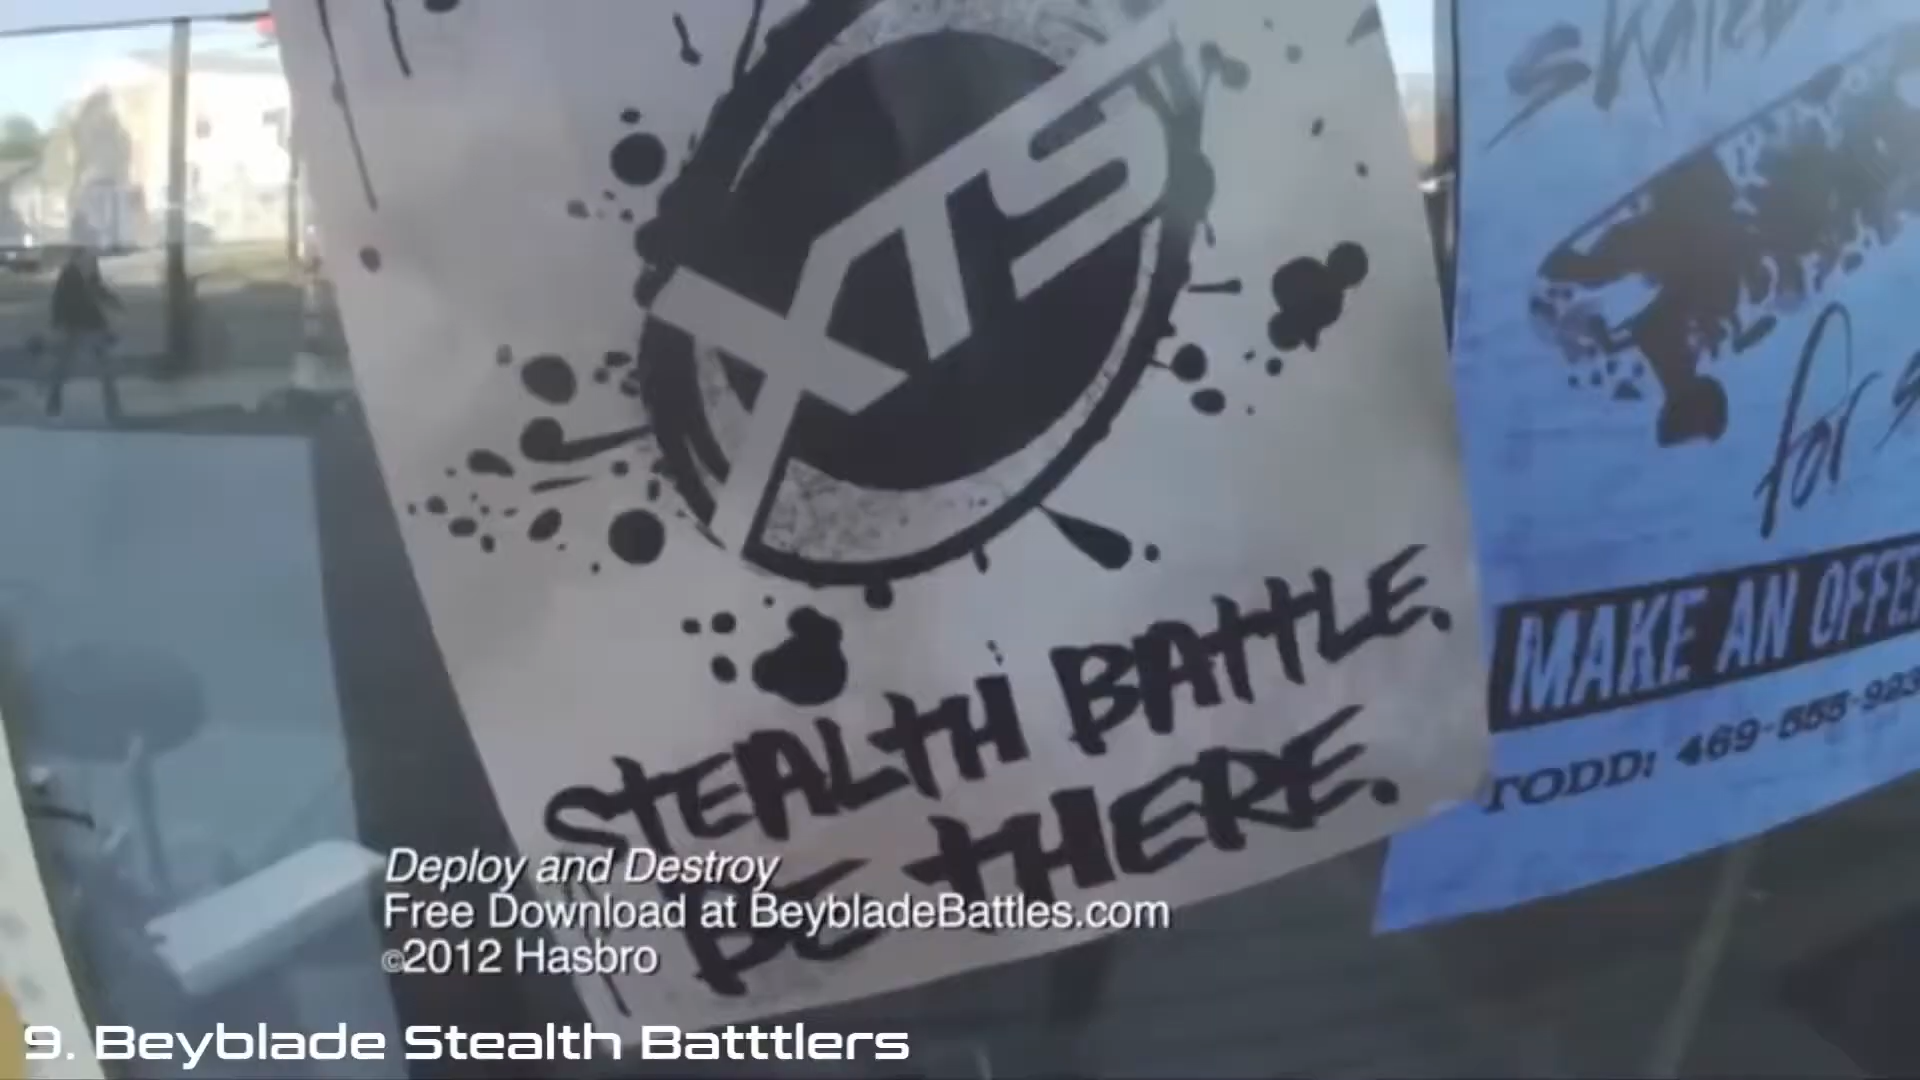 XTS
STEALTH BATTLE.
BE THERE.
for
MAKE AN OFFER
TODD: 469-555-923
Deploy and Destroy
Free Download at BeybladeBattles.com
©2012 Hasbro
9. Beyblade Stealth Batttlers